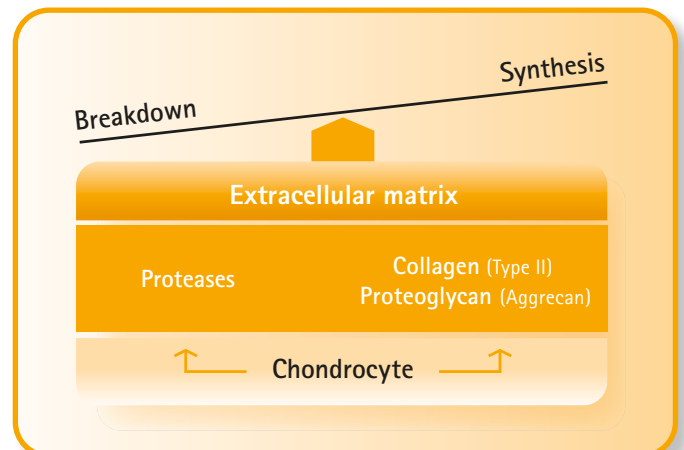 Synthesis
Breakdown
Extracellular matrix
Proteases
Collagen (Type II)
Proteoglycan (Aggrecan)
Chondrocyte